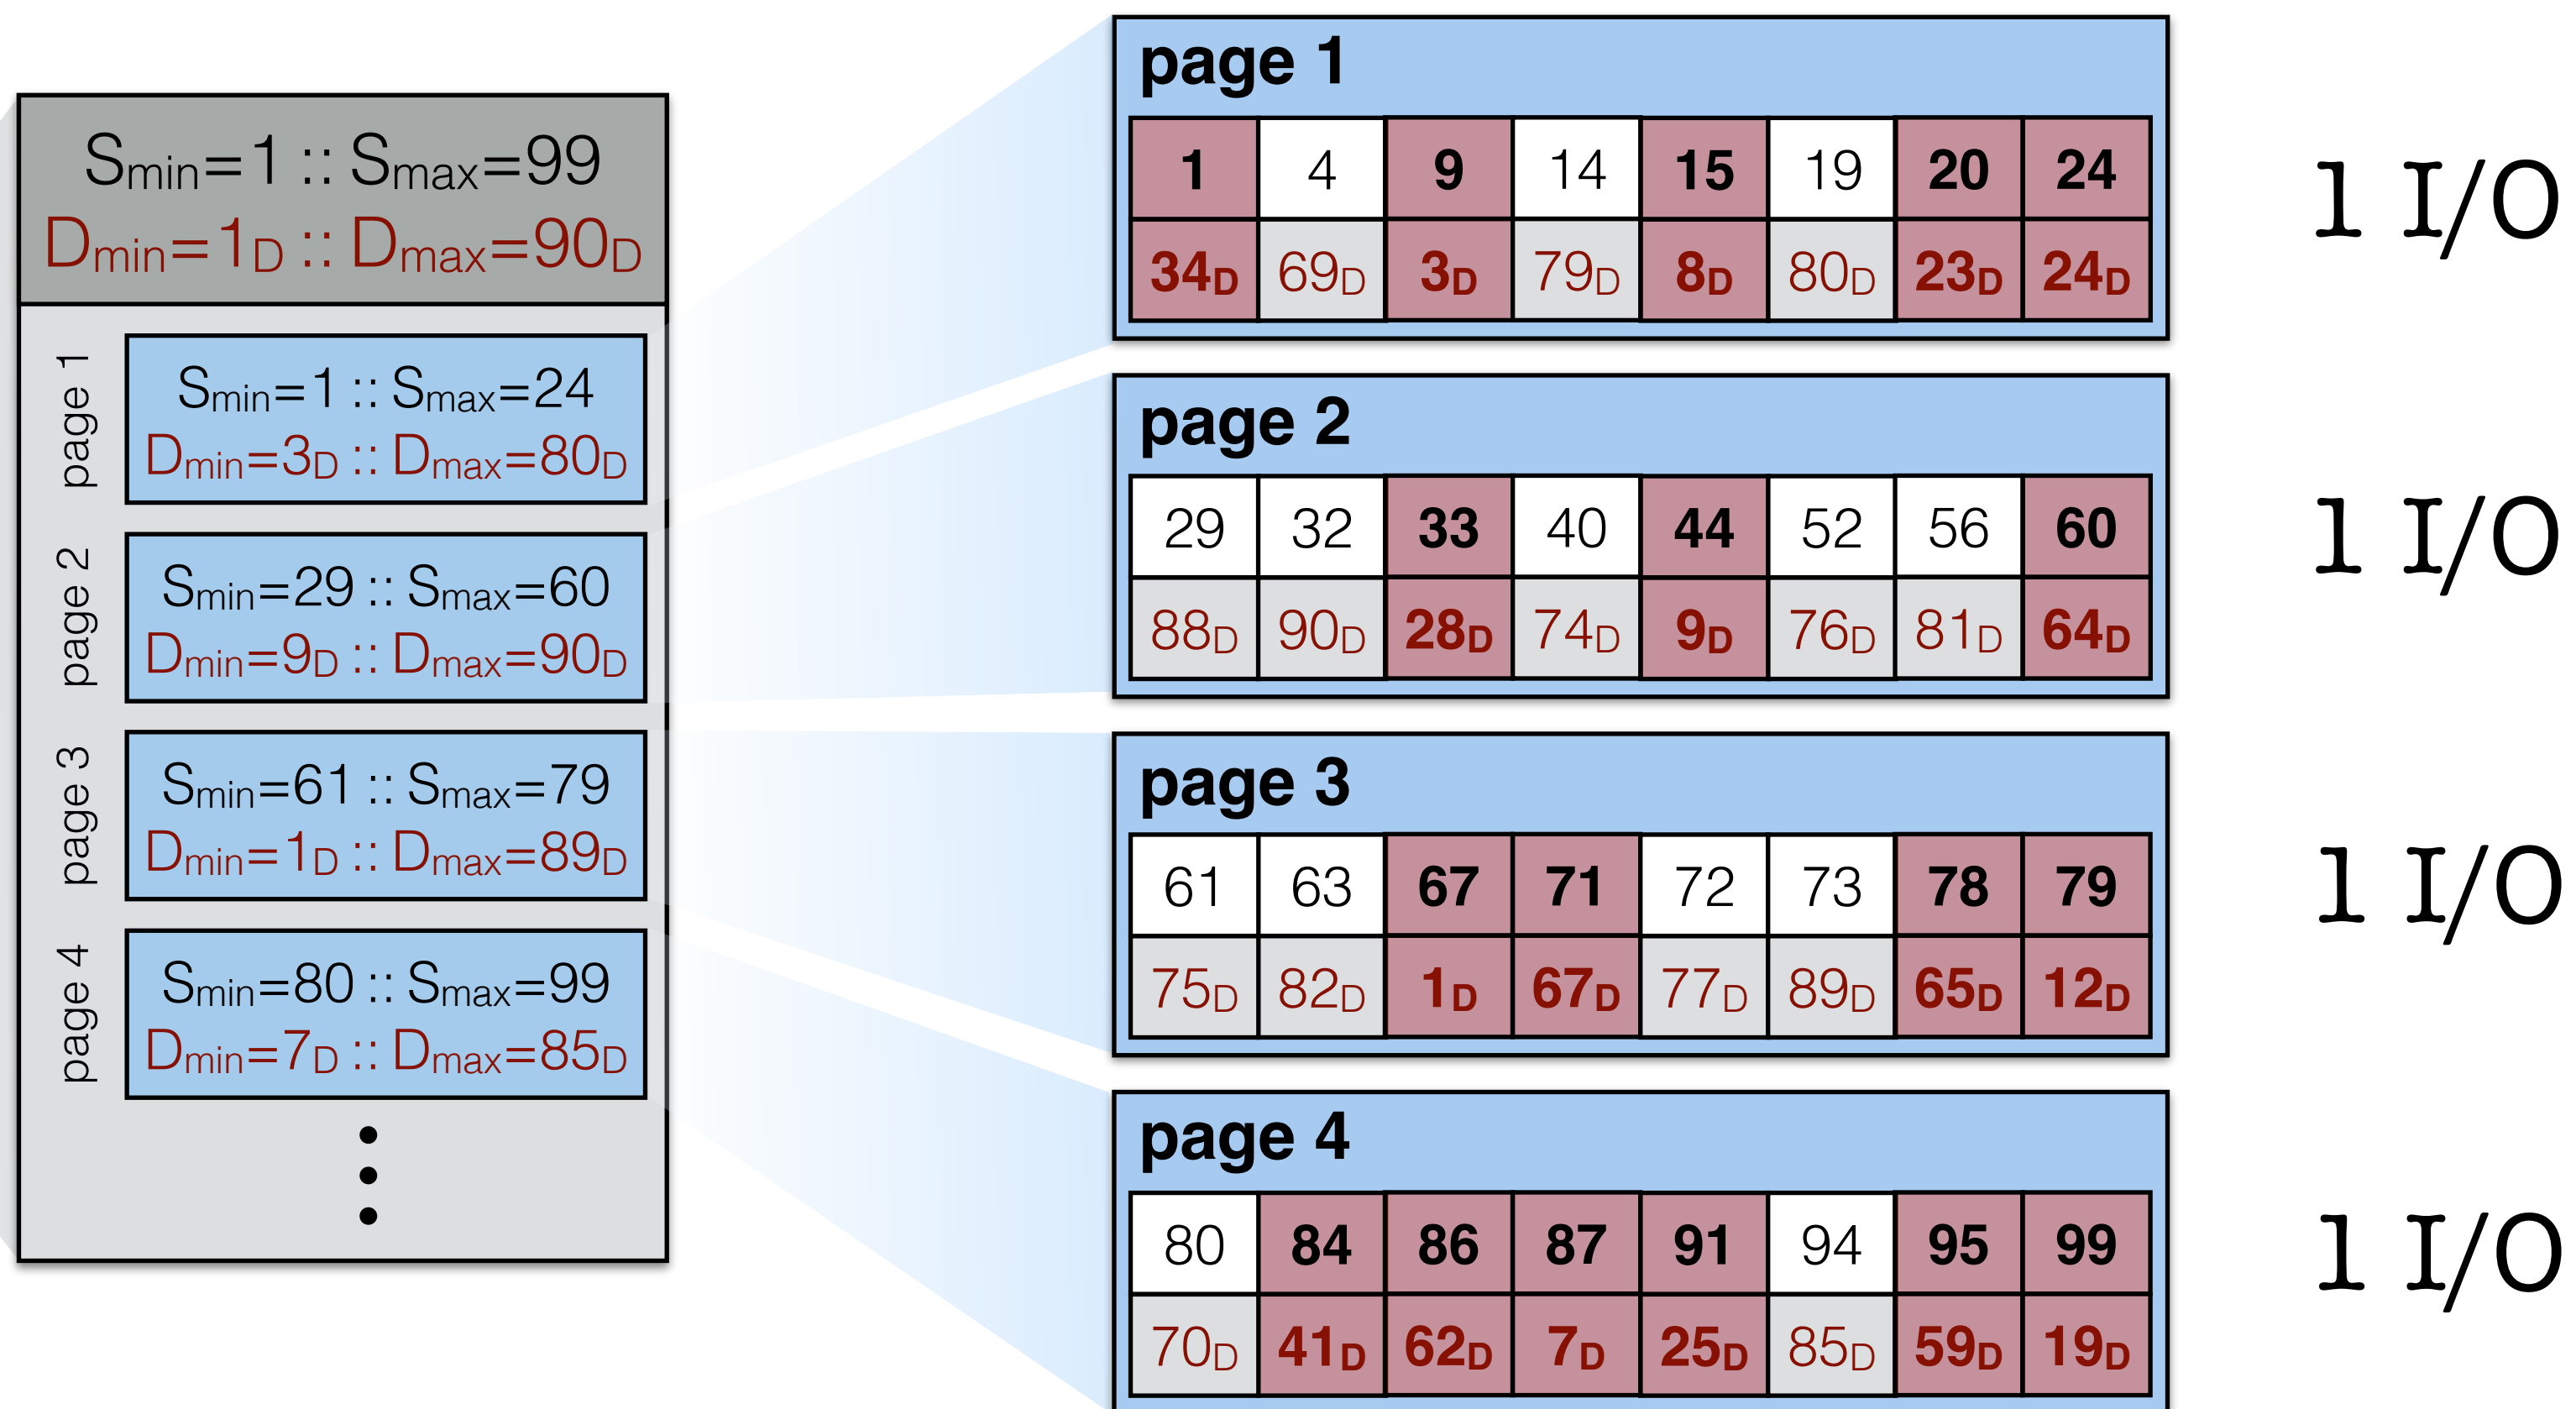 Smin=1 :: Smax=99
Dmin=1D :: Dmax=90D
page 1
Smin=1 :: Smax=24
Dmin=3D :: Dmax=80D
page 2
Smin=29 :: Smax=60
Dmin=9D :: Dmax=90D
page 3
Smin=61 :: Smax=79
Dmin=1D :: Dmax=89D
page 4
Smin=80 :: Smax=99
Dmin=7D :: Dmax=85D
page 1
1 4 9 14 15 19 20 24
34D 69D 3D 79D 8D 80D 23D 24D
1 I/O
page 2
29 32 33 40 44 52 56 60
88D 90D 28D 74D 9D 76D 81D 64D
1 I/O
page 3
61 63 67 71 72 73 78 79
75D 82D 1D 67D 77D 89D 65D 12D
1 I/O
page 4
80 84 86 87 91 94 95 99
70D 41D 62D 7D 25D 85D 59D 19D
1 I/O